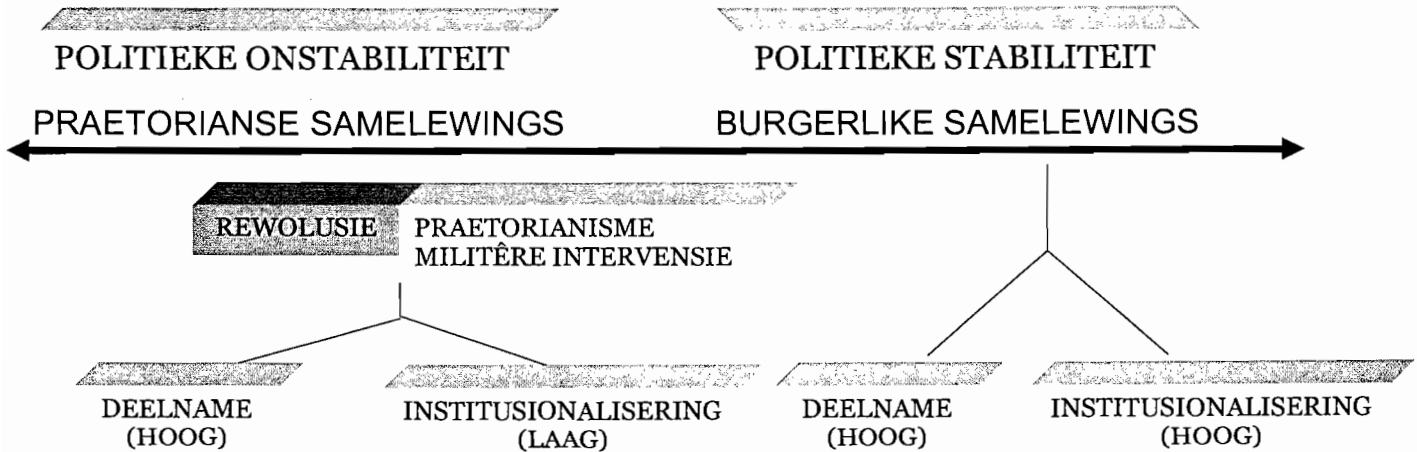 POLITIEKE ONSTABILITEIT
POLITIEKE STABILITEIT
PRAETORIANSE SAMELEWINGS
BURGERLIKE SAMELEWINGS
REWOLUSIE
PRAETORIANISME
MILITÊRE INTERVENSIE
DEELNAME
(HOOG)
INSTITUSIONALISERING
(LAAG)
DEELNAME
(HOOG)
INSTITUSIONALISERING
(HOOG)